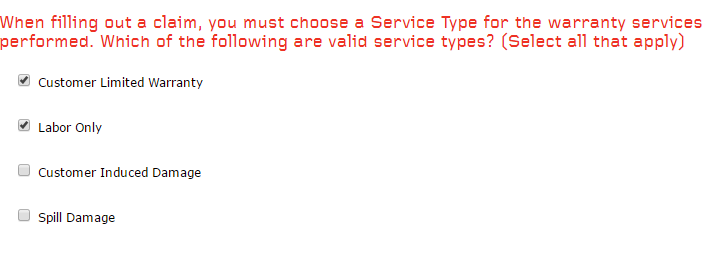 When filling out a claim, you must choose a Service Type for the warranty services
performed. Which of the following are valid service types? (Select all that apply)
Customer Limited Warranty
Labor Only
Customer Induced Damage
Spill Damage